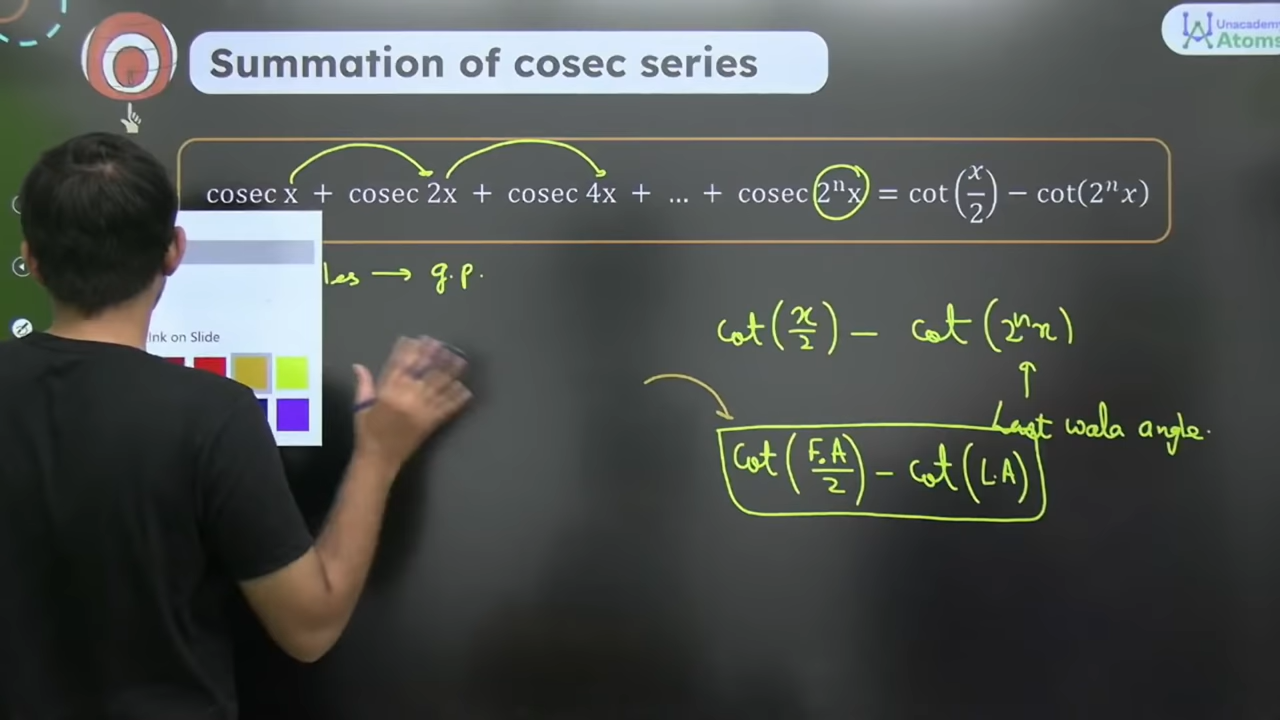 Unacademy
Atoms
Summation of cosec series
cosec x + cosec 2x + cosec 4x + ... + cosec 2ⁿx = cot(x/2) − cot(2ⁿx)
les → g.p.
cot(x/2) − cot(2ⁿx)
Ink on Slide
Last wala angle.
cot(F.A/2) − cot(L.A)